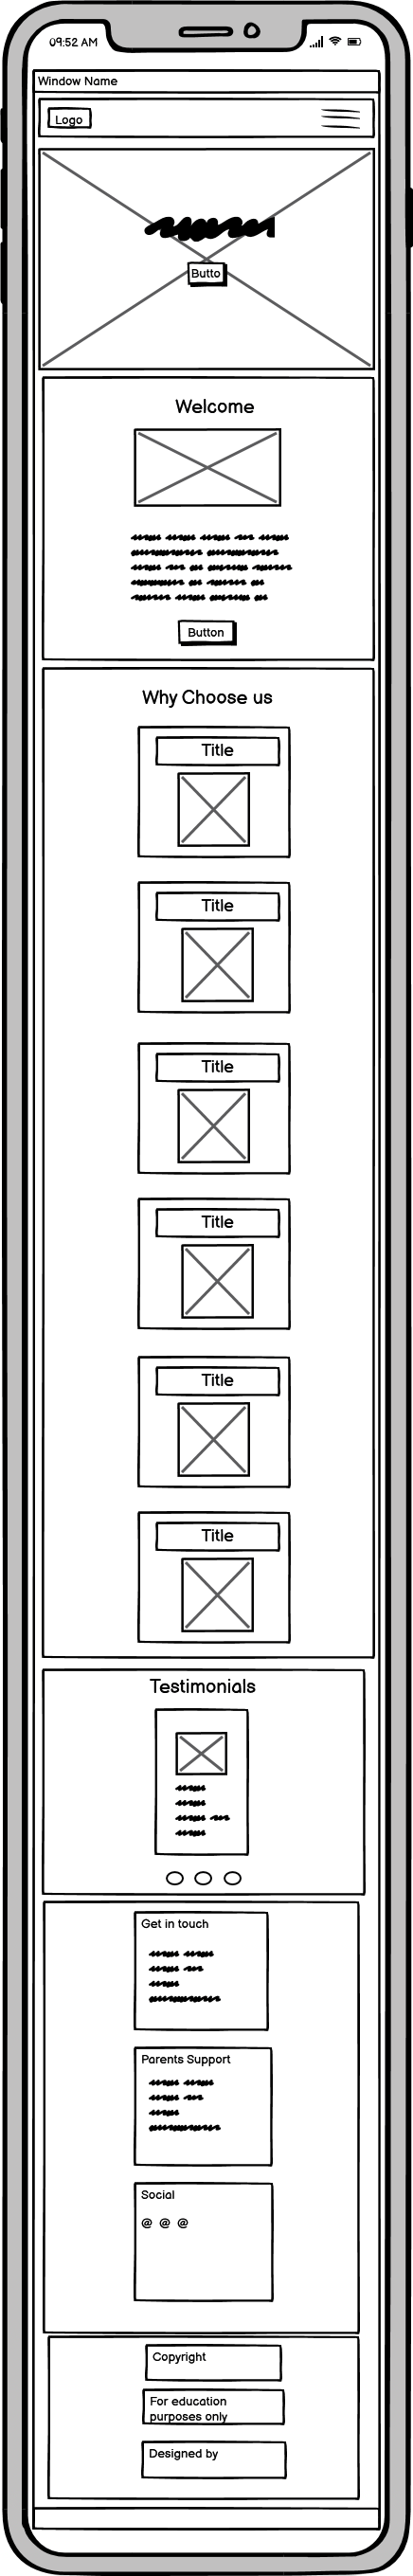 09:52 AM
Window Name
Logo
Butto
Welcome
Button
Why Choose us
Title
Title
Title
Title
Title
Title
Testimonials
Get in touch
Parents Support
Social
@ @ @
Copyright
For education
purposes only
Designed by